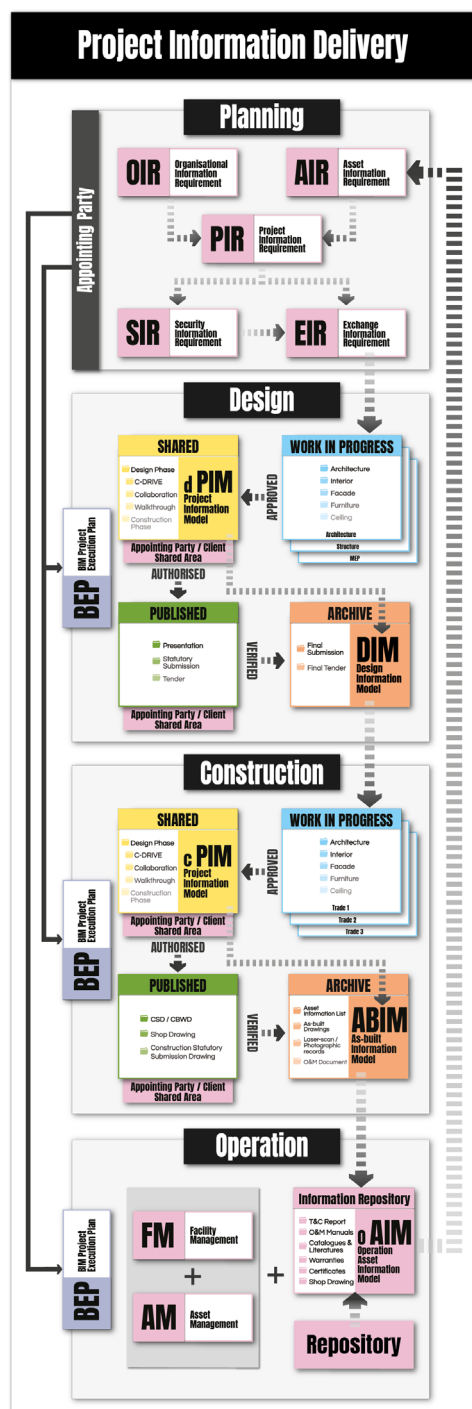 Project Information Delivery
Planning
Appointing Party
OIR
Organisational
Information
Requirement
AIR
Asset
Information
Requirement
PIR
Project
Information
Requirement
SIR
Security
Information
Requirement
EIR
Exchange
Information
Requirement
Design
BEP
BIM Project
Execution Plan
SHARED
Design Phase
C-DRIVE
Collaboration
Walkthrough
Construction
Phase
d PIM
Project
Information
Model
Appointing Party / Client
Shared Area
APPROVED
WORK IN PROGRESS
Architecture
Interior
Facade
Furniture
Ceiling
Architecture
Structure
MEP
AUTHORISED
PUBLISHED
Presentation
Statutory
Submission
Tender
Appointing Party / Client
Shared Area
VERIFIED
ARCHIVE
Final
Submission
Final Tender
DIM
Design
Information
Model
Construction
BEP
BIM Project
Execution Plan
SHARED
Design Phase
C-DRIVE
Collaboration
Walkthrough
Construction
Phase
c PIM
Project
Information
Model
Appointing Party / Client
Shared Area
APPROVED
WORK IN PROGRESS
Architecture
Interior
Facade
Furniture
Ceiling
Trade 1
Trade 2
Trade 3
AUTHORISED
PUBLISHED
CSD / CBWD
Shop Drawing
Construction Statutory
Submission Drawing
Appointing Party / Client
Shared Area
VERIFIED
ARCHIVE
Asset
Information List
As-built
Drawings
Laser-scan /
Photographic
records
O&M Document
ABIM
As-built
Information
Model
Operation
BEP
BIM Project
Execution Plan
FM
Facility
Management
+
AM
Asset
Management
+
Information Repository
T&C Report
O&M Manuals
Catalogues &
Literatures
Warranties
Certificates
Shop Drawing
o AIM
Operation
Asset
Information
Model
Repository